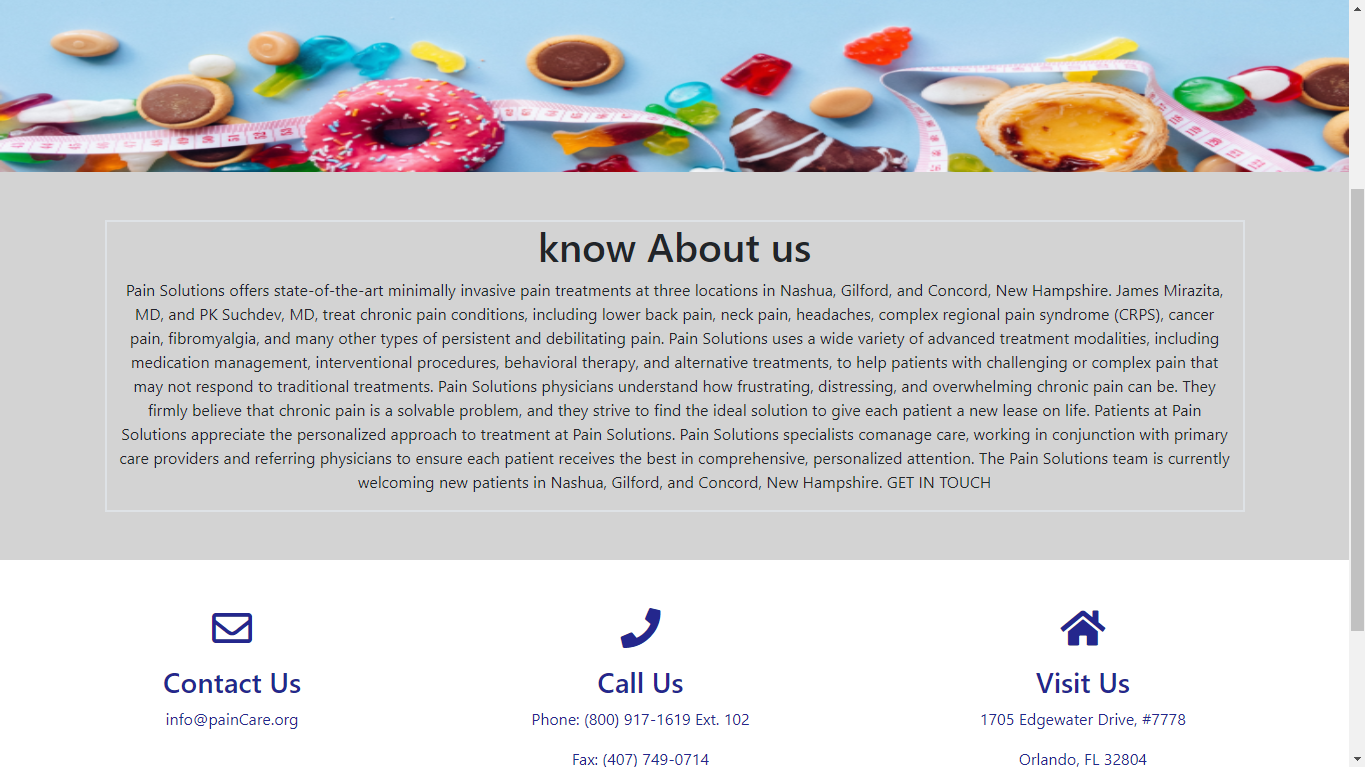 know About us
Pain Solutions offers state-of-the-art minimally invasive pain treatments at three locations in Nashua, Gilford, and Concord, New Hampshire. James Mirazita,
MD, and PK Suchdev, MD, treat chronic pain conditions, including lower back pain, neck pain, headaches, complex regional pain syndrome (CRPS), cancer
pain, fibromyalgia, and many other types of persistent and debilitating pain. Pain Solutions uses a wide variety of advanced treatment modalities, including
medication management, interventional procedures, behavioral therapy, and alternative treatments, to help patients with challenging or complex pain that
may not respond to traditional treatments. Pain Solutions physicians understand how frustrating, distressing, and overwhelming chronic pain can be. They
firmly believe that chronic pain is a solvable problem, and they strive to find the ideal solution to give each patient a new lease on life. Patients at Pain
Solutions appreciate the personalized approach to treatment at Pain Solutions. Pain Solutions specialists comanage care, working in conjunction with primary
care providers and referring physicians to ensure each patient receives the best in comprehensive, personalized attention. The Pain Solutions team is currently
welcoming new patients in Nashua, Gilford, and Concord, New Hampshire. GET IN TOUCH
Contact Us
info@painCare.org
Call Us
Phone: (800) 917-1619 Ext. 102
Fax: (407) 749-0714
Visit Us
1705 Edgewater Drive, #7778
Orlando, FL 32804